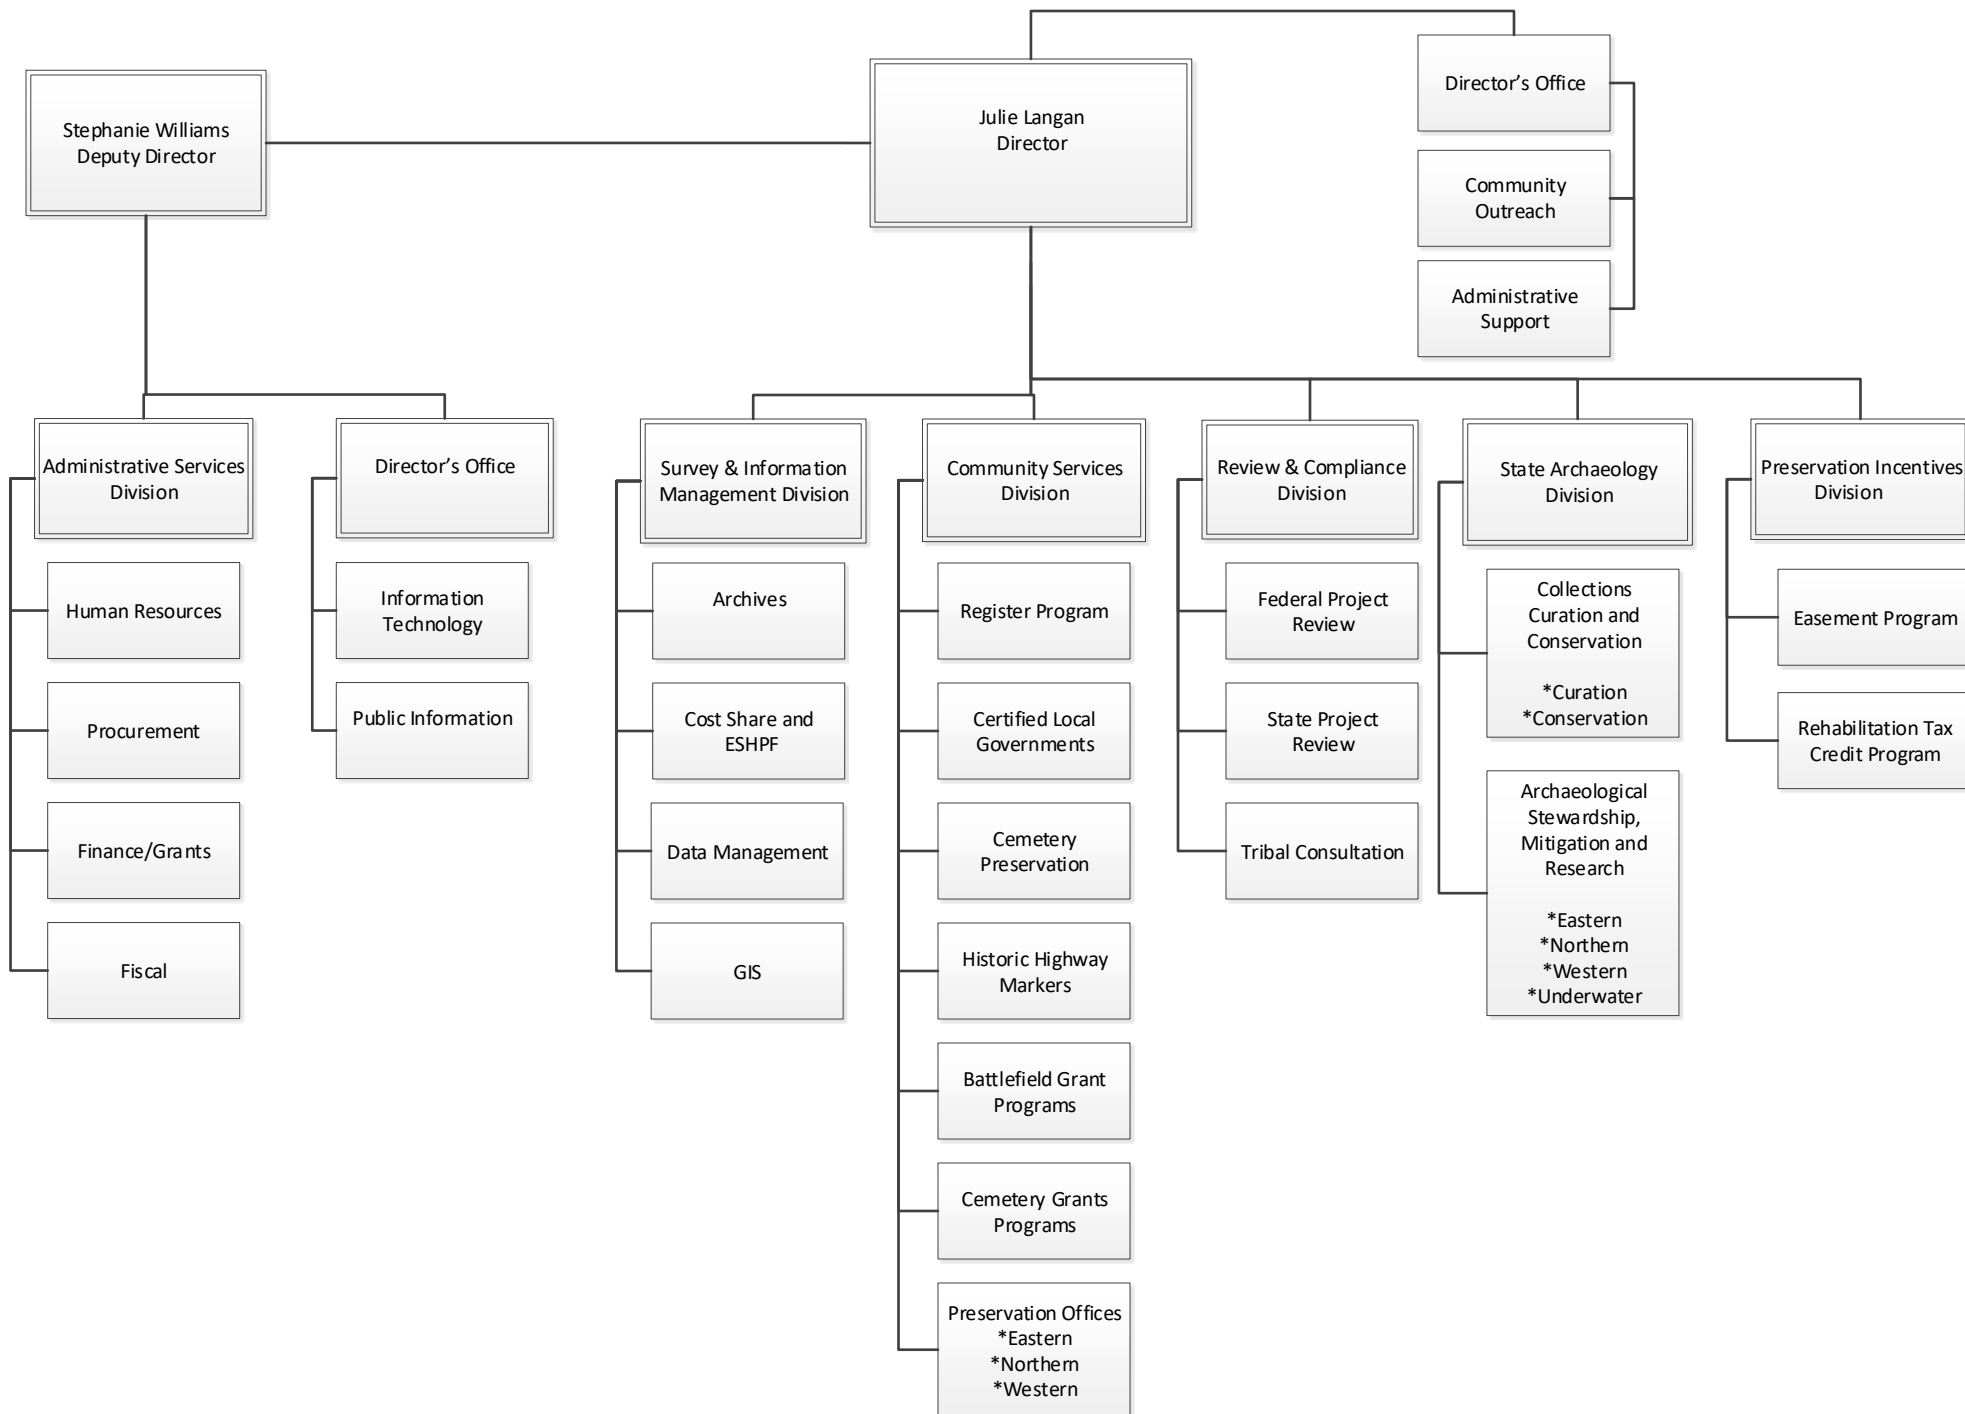 Stephanie Williams
Deputy Director
Julie Langan
Director
Director’s Office
Community
Outreach
Administrative
Support
Administrative Services
Division
Human Resources
Procurement
Finance/Grants
Fiscal
Director’s Office
Information
Technology
Public Information
Survey & Information
Management Division
Archives
Cost Share and
ESHPF
Data Management
GIS
Community Services
Division
Register Program
Certified Local
Governments
Cemetery
Preservation
Historic Highway
Markers
Battlefield Grant
Programs
Cemetery Grants
Programs
Preservation Offices
*Eastern
*Northern
*Western
Review & Compliance
Division
Federal Project
Review
State Project
Review
Tribal Consultation
State Archaeology
Division
Collections
Curation and
Conservation
*Curation
*Conservation
Archaeological
Stewardship,
Mitigation and
Research
*Eastern
*Northern
*Western
*Underwater
Preservation Incentives
Division
Easement Program
Rehabilitation Tax
Credit Program